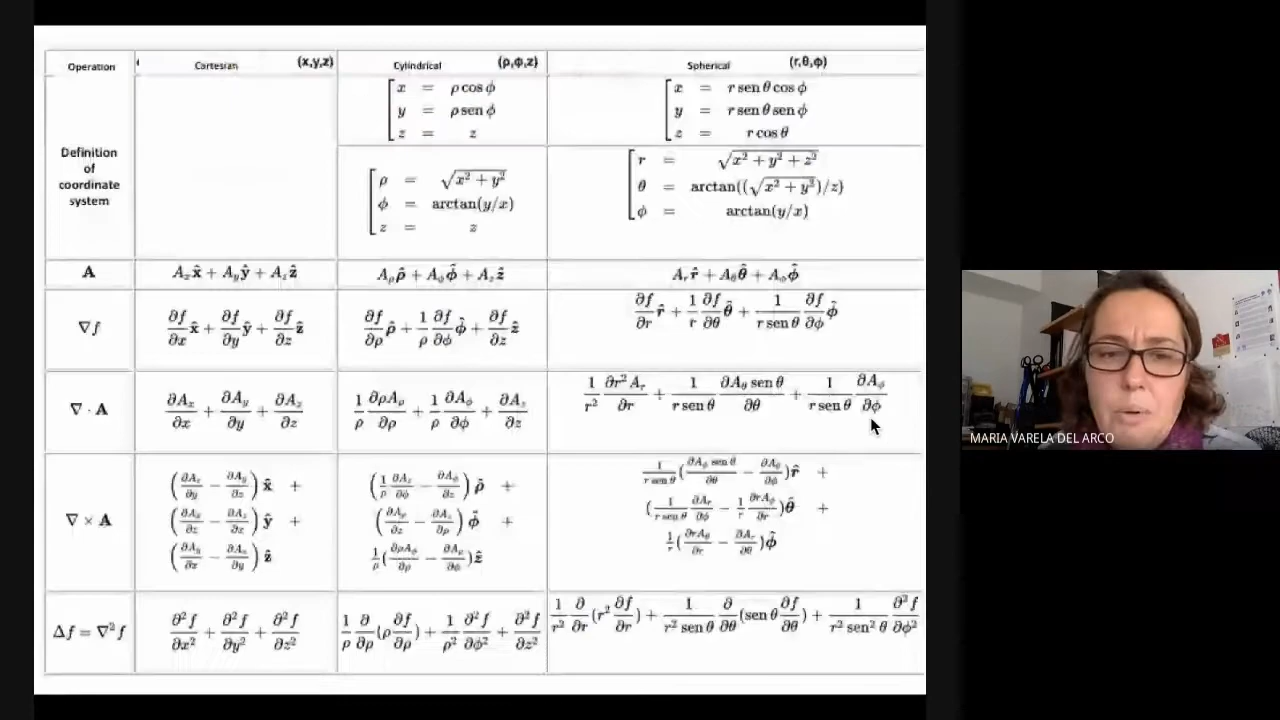 Operation Cartesian (x,y,z) Cylindrical (ρ,ϕ,z) Spherical (r,θ,ϕ)
Definition of coordinate system
x = ρ cos ϕ
y = ρ sen ϕ
z = z
x = r sen θ cos ϕ
y = r sen θ sen ϕ
z = r cos θ
ρ = √(x² + y²)
ϕ = arctan(y/x)
z = z
r = √(x² + y² + z²)
θ = arctan((√(x² + y²))/z)
ϕ = arctan(y/x)
A
A_x x̂ + A_y ŷ + A_z ẑ
A_ρ ρ̂ + A_ϕ ϕ̂ + A_z ẑ
A_r r̂ + A_θ θ̂ + A_ϕ ϕ̂
∇f
∂f/∂x x̂ + ∂f/∂y ŷ + ∂f/∂z ẑ
∂f/∂ρ ρ̂ + 1/ρ ∂f/∂ϕ ϕ̂ + ∂f/∂z ẑ
∂f/∂r r̂ + 1/r ∂f/∂θ θ̂ + 1/(r sen θ) ∂f/∂ϕ ϕ̂
∇ · A
∂A_x/∂x + ∂A_y/∂y + ∂A_z/∂z
1/ρ ∂ρA_ρ/∂ρ + 1/ρ ∂A_ϕ/∂ϕ + ∂A_z/∂z
1/r² ∂r²A_r/∂r + 1/(r sen θ) ∂A_θ sen θ/∂θ + 1/(r sen θ) ∂A_ϕ/∂ϕ
∇ × A
(∂A_z/∂y − ∂A_y/∂z) x̂ +
(∂A_x/∂z − ∂A_z/∂x) ŷ +
(∂A_y/∂x − ∂A_x/∂y) ẑ
(1/ρ ∂A_z/∂ϕ − ∂A_ϕ/∂z) ρ̂ +
(∂A_ρ/∂z − ∂A_z/∂ρ) ϕ̂ +
1/ρ (∂ρA_ϕ/∂ρ − ∂A_ρ/∂ϕ) ẑ
1/(r sen θ) (∂A_ϕ sen θ/∂θ − ∂A_θ/∂ϕ) r̂ +
(1/(r sen θ) ∂A_r/∂ϕ − 1/r ∂rA_ϕ/∂r) θ̂ +
1/r (∂rA_θ/∂r − ∂A_r/∂θ) ϕ̂
Δf = ∇²f
∂²f/∂x² + ∂²f/∂y² + ∂²f/∂z²
1/ρ ∂/∂ρ (ρ ∂f/∂ρ) + 1/ρ² ∂²f/∂ϕ² + ∂²f/∂z²
1/r² ∂/∂r (r² ∂f/∂r) + 1/(r² sen θ) ∂/∂θ (sen θ ∂f/∂θ) + 1/(r² sen² θ) ∂²f/∂ϕ²
MARIA VARELA DEL ARCO